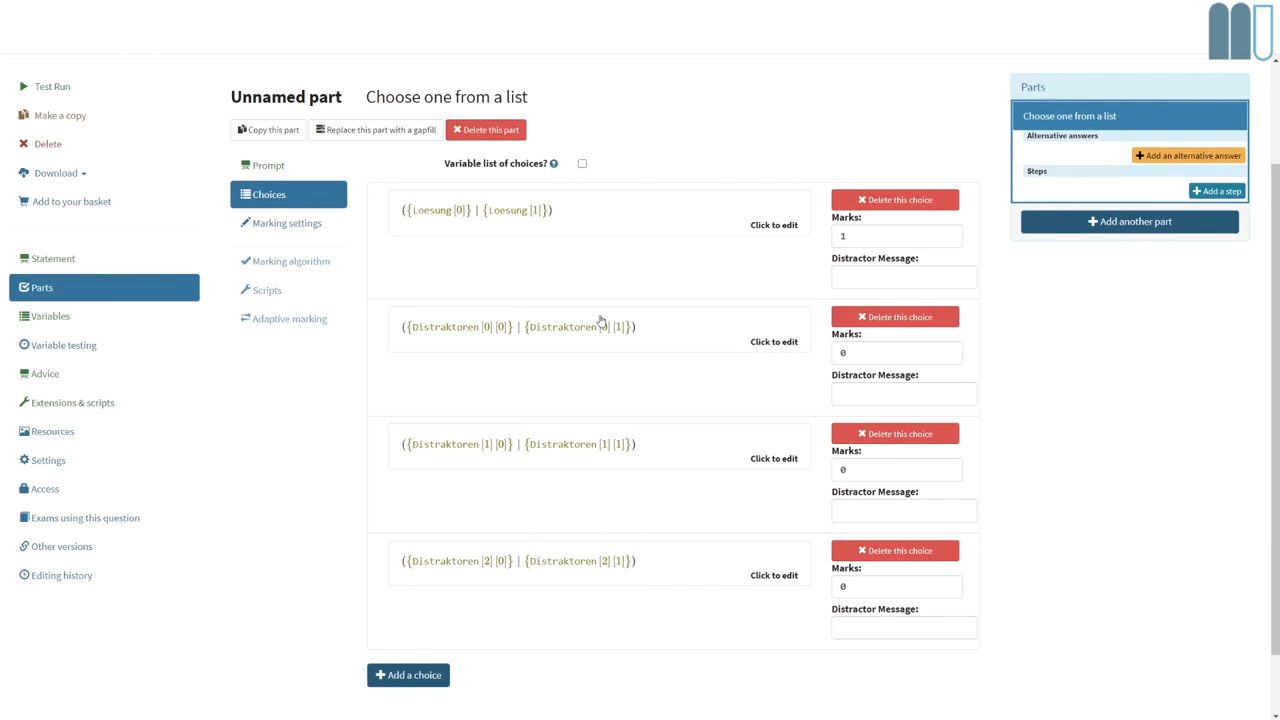 Test Run
Make a copy
Delete
Download
Add to your basket
Statement
Parts
Variables
Variable testing
Advice
Extensions & scripts
Resources
Settings
Access
Exams using this question
Other versions
Editing history
Unnamed part
Choose one from a list
Copy this part
Replace this part with a gapfill
Delete this part
Prompt
Choices
Marking settings
Marking algorithm
Scripts
Adaptive marking
Variable list of choices?
({Loesung[0]} | {Loesung[1]})
Click to edit
Delete this choice
Marks:
1
Distractor Message:
({Distraktoren[0][0]} | {Distraktoren[0][1]})
Click to edit
Delete this choice
Marks:
0
Distractor Message:
({Distraktoren[1][0]} | {Distraktoren[1][1]})
Click to edit
Delete this choice
Marks:
0
Distractor Message:
({Distraktoren[2][0]} | {Distraktoren[2][1]})
Click to edit
Delete this choice
Marks:
0
Distractor Message:
Add a choice
Parts
Choose one from a list
Alternative answers
Add an alternative answer
Steps
Add a step
Add another part